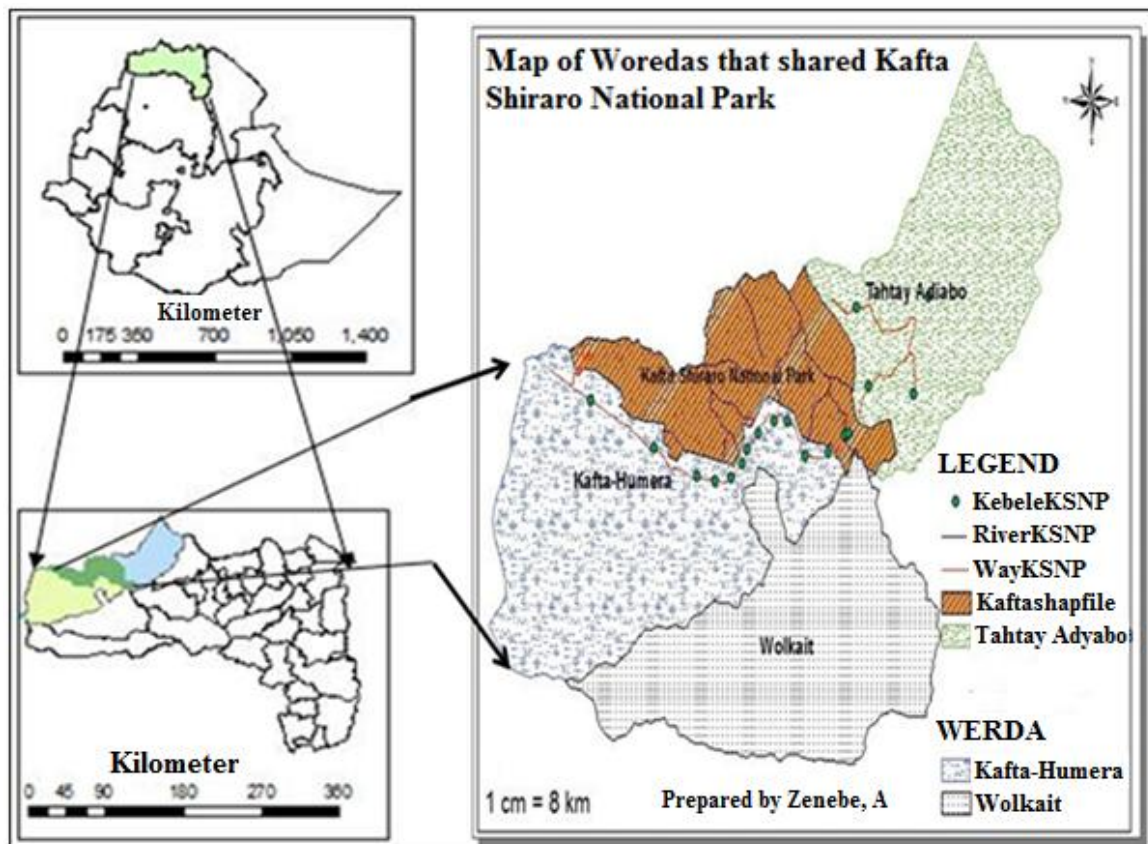 Kilometer
0 175 350 700 1,050 1,400
Kilometer
0 45 90 180 270 360
Map of Woredas that shared Kafta
Shiraro National Park
Tahtay Adiabo
Kafta Shiraro National Park
Kafta-Humera
Wolkait
LEGEND
KebeleKSNP
RiverKSNP
WayKSNP
Kaftashapfile
Tahtay Adyabo
WERDA
Kafta-Humera
Wolkait
1 cm = 8 km
Prepared by Zenebe, A